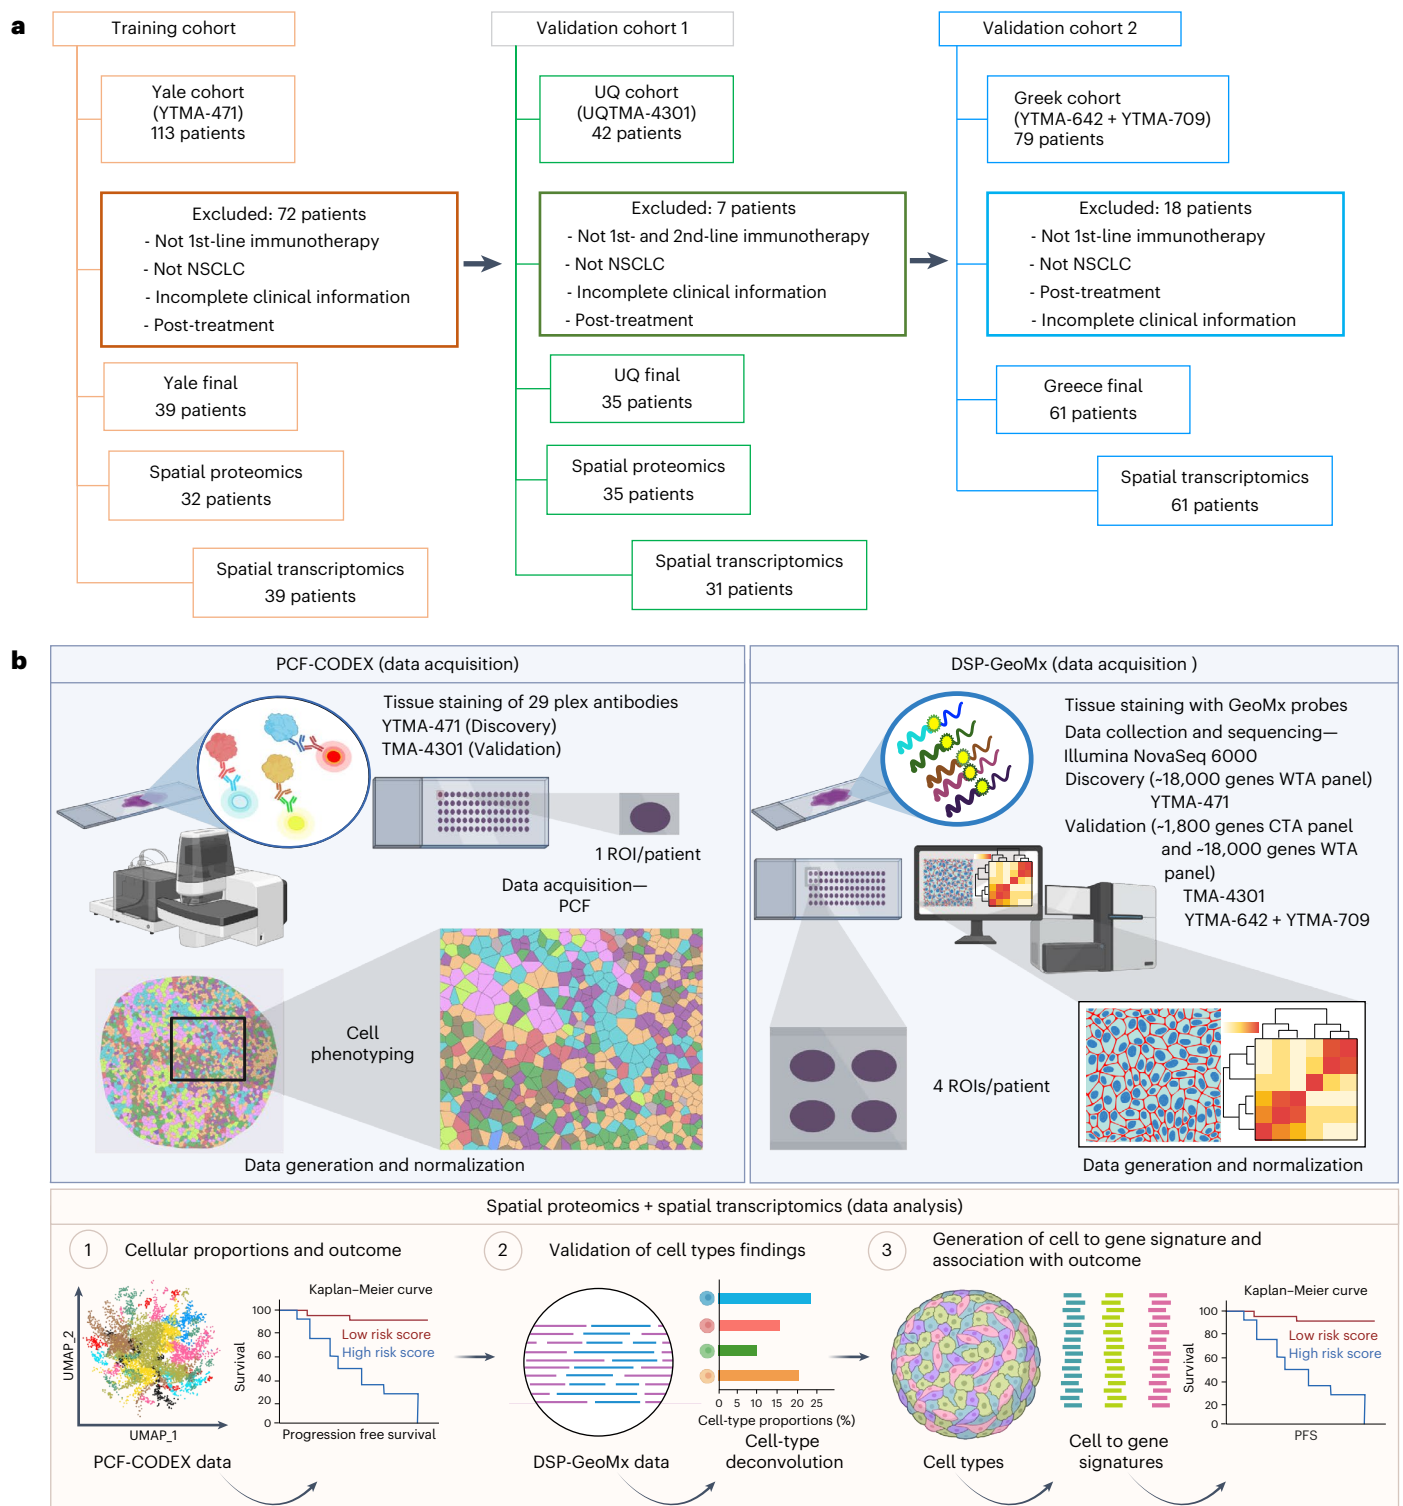 a
Training cohort
Yale cohort
(YTMA-471)
113 patients
Excluded: 72 patients
- Not 1st-line immunotherapy
- Not NSCLC
- Incomplete clinical information
- Post-treatment
Yale final
39 patients
Spatial proteomics
32 patients
Spatial transcriptomics
39 patients
Validation cohort 1
UQ cohort
(UQTMA-4301)
42 patients
Excluded: 7 patients
- Not 1st- and 2nd-line immunotherapy
- Not NSCLC
- Incomplete clinical information
- Post-treatment
UQ final
35 patients
Spatial proteomics
35 patients
Spatial transcriptomics
31 patients
Validation cohort 2
Greek cohort
(YTMA-642 + YTMA-709)
79 patients
Excluded: 18 patients
- Not 1st-line immunotherapy
- Not NSCLC
- Post-treatment
- Incomplete clinical information
Greece final
61 patients
Spatial transcriptomics
61 patients
b
PCF-CODEX (data acquisition)
Tissue staining of 29 plex antibodies
YTMA-471 (Discovery)
TMA-4301 (Validation)
1 ROI/patient
Data acquisition—
PCF
Cell
phenotyping
Data generation and normalization
DSP-GeoMx (data acquisition )
Tissue staining with GeoMx probes
Data collection and sequencing—
Illumina NovaSeq 6000
Discovery (~18,000 genes WTA panel)
YTMA-471
Validation (~1,800 genes CTA panel
and ~18,000 genes WTA
panel)
TMA-4301
YTMA-642 + YTMA-709
4 ROIs/patient
Data generation and normalization
Spatial proteomics + spatial transcriptomics (data analysis)
1
Cellular proportions and outcome
UMAP_2
UMAP_1
PCF-CODEX data
Kaplan–Meier curve
Survival
100
80
60
40
20
0
Low risk score
High risk score
Progression free survival
2
Validation of cell types findings
DSP-GeoMx data
0 5 10 15 20 25
Cell-type proportions (%)
Cell-type
deconvolution
3
Generation of cell to gene signature and
association with outcome
Cell types
Cell to gene
signatures
Kaplan–Meier curve
Survival
100
80
60
40
20
0
Low risk score
High risk score
PFS